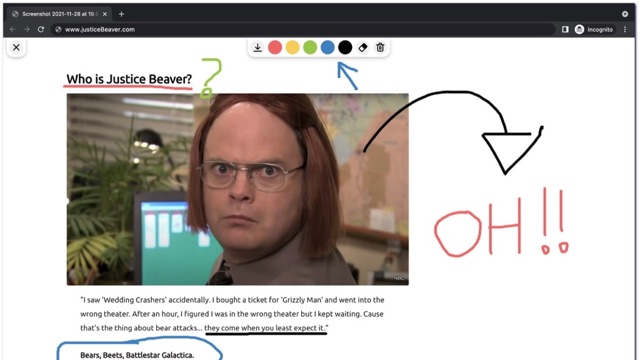 Screenshot 2021-11-28 at 19
www.justiceBeaver.com
Incognito
Who is Justice Beaver?
?
OH!!
"I saw 'Wedding Crashers' accidentally. I bought a ticket for 'Grizzly Man' and went into the
wrong theater. After an hour, I figured I was in the wrong theater but I kept waiting. Cause
that's the thing about bear attacks... they come when you least expect it."
Bears, Beets, Battlestar Galactica.